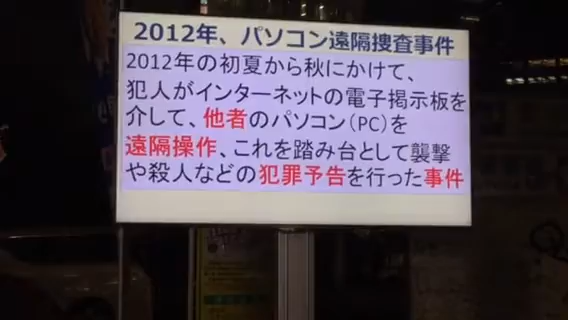 2012年、パソコン遠隔捜査事件
2012年の初夏から秋にかけて、
犯人がインターネットの電子掲示板を
介して、他者のパソコン（PC）を
遠隔操作、これを踏み台として襲撃
や殺人などの犯罪予告を行った事件